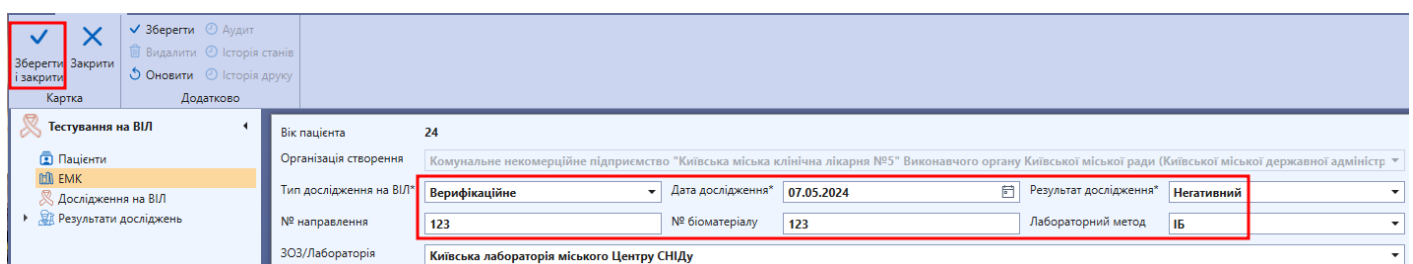 Зберегти і закрити
Закрити
Картка
Зберегти
Аудит
Видалити
Історія станів
Оновити
Історія друку
Додатково
Тестування на ВІЛ
Пацієнти
ЕМК
Дослідження на ВІЛ
Результати досліджень
Вік пацієнта 24
Організація створення Комунальне некомерційне підприємство "Київська міська клінічна лікарня №5" Виконавчого органу Київської міської ради (Київської міської державної адміністр
Тип дослідження на ВІЛ* Верифікаційне Дата дослідження* 07.05.2024 Результат дослідження* Негативний
№ направлення 123 № біоматеріалу 123 Лабораторний метод ІБ
ЗОЗ/Лабораторія Київська лабораторія міського Центру СНІДу